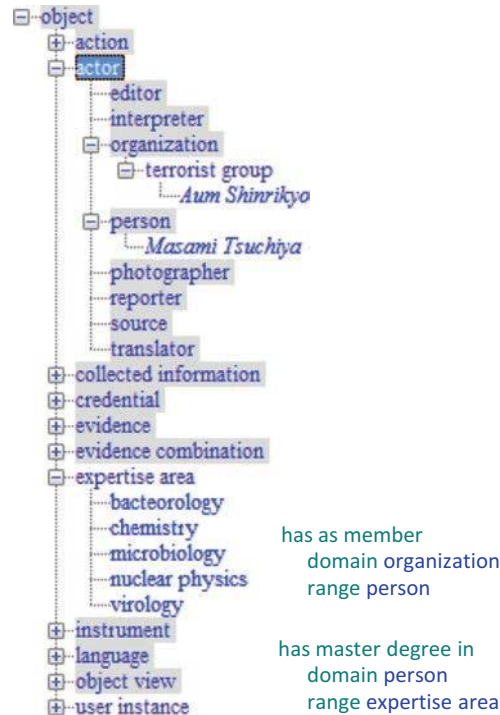 object
action
actor
editor
interpreter
organization
terrorist group
Aum Shinrikyo
person
Masami Tsuchiya
photographer
reporter
source
translator
collected information
credential
evidence
evidence combination
expertise area
bacteorology
chemistry
microbiology
nuclear physics
virology
instrument
language
object view
user instance
has as member
domain organization
range person
has master degree in
domain person
range expertise area